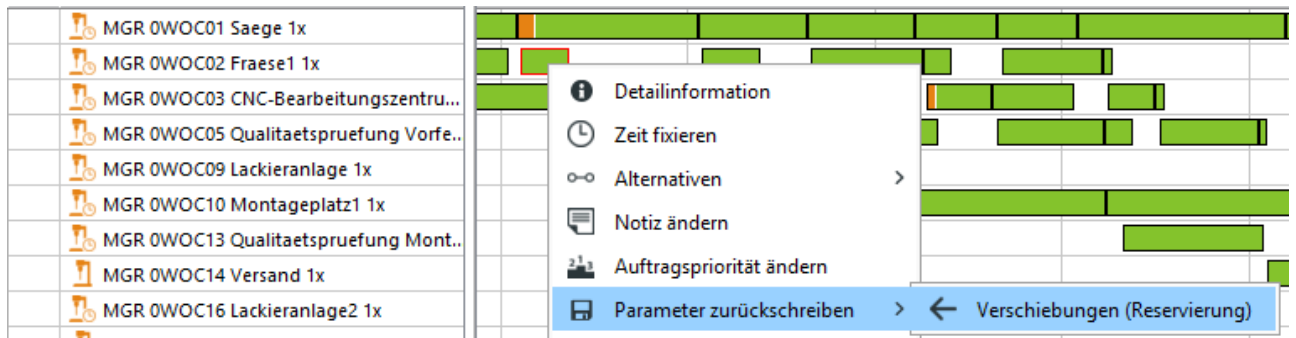 MGR 0WOC01 Saege 1x
MGR 0WOC02 Fraese1 1x
MGR 0WOC03 CNC-Bearbeitungszentru...
MGR 0WOC05 Qualitaetspruefung Vorfe...
MGR 0WOC09 Lackieranlage 1x
MGR 0WOC10 Montageplatz1 1x
MGR 0WOC13 Qualitaetspruefung Mont...
MGR 0WOC14 Versand 1x
MGR 0WOC16 Lackieranlage2 1x
Detailinformation
Zeit fixieren
Alternativen
Notiz ändern
Auftragspriorität ändern
Parameter zurückschreiben
Verschiebungen (Reservierung)